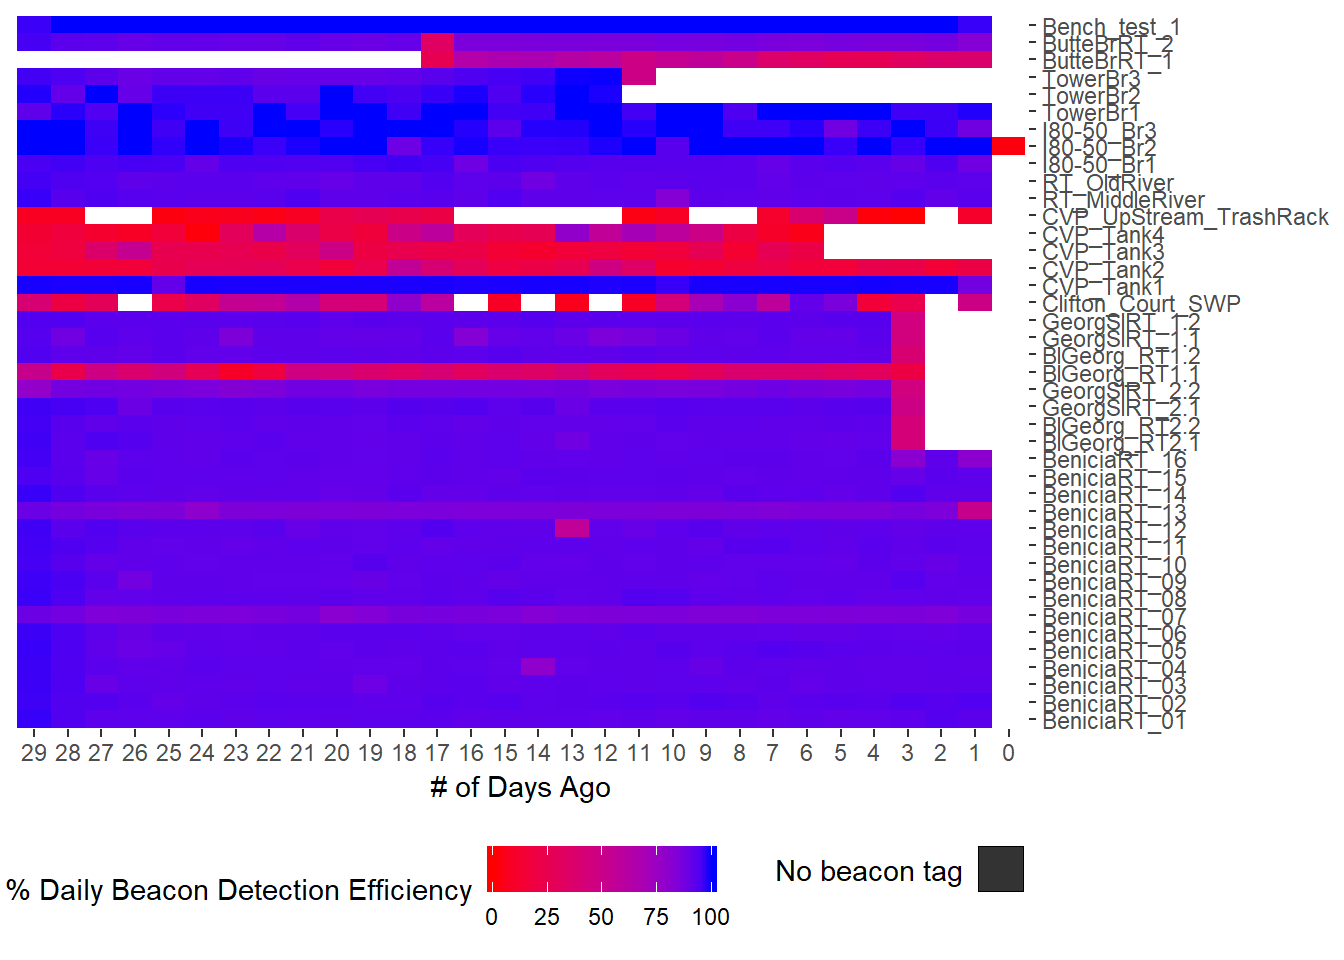 Bench_test_1
ButteBrRT_2
ButteBrRT_1
TowerBr3
TowerBr2
TowerBr1
I80-50_Br3
I80-50_Br2
I80-50_Br1
RT_OldRiver
RT_MiddleRiver
CVP_UpStream_TrashRack
CVP_Tank4
CVP_Tank3
CVP_Tank2
CVP_Tank1
Clifton_Court_SWP
GeorgSlRT_1.2
GeorgSlRT_1.1
BlGeorg_RT1.2
BlGeorg_RT1.1
GeorgSlRT_2.2
GeorgSlRT_2.1
BlGeorg_RT2.2
BlGeorg_RT2.1
BeniciaRT_16
BeniciaRT_15
BeniciaRT_14
BeniciaRT_13
BeniciaRT_12
BeniciaRT_11
BeniciaRT_10
BeniciaRT_09
BeniciaRT_08
BeniciaRT_07
BeniciaRT_06
BeniciaRT_05
BeniciaRT_04
BeniciaRT_03
BeniciaRT_02
BeniciaRT_01
29 28 27 26 25 24 23 22 21 20 19 18 17 16 15 14 13 12 11 10 9 8 7 6 5 4 3 2 1 0
# of Days Ago
% Daily Beacon Detection Efficiency
0 25 50 75 100
No beacon tag